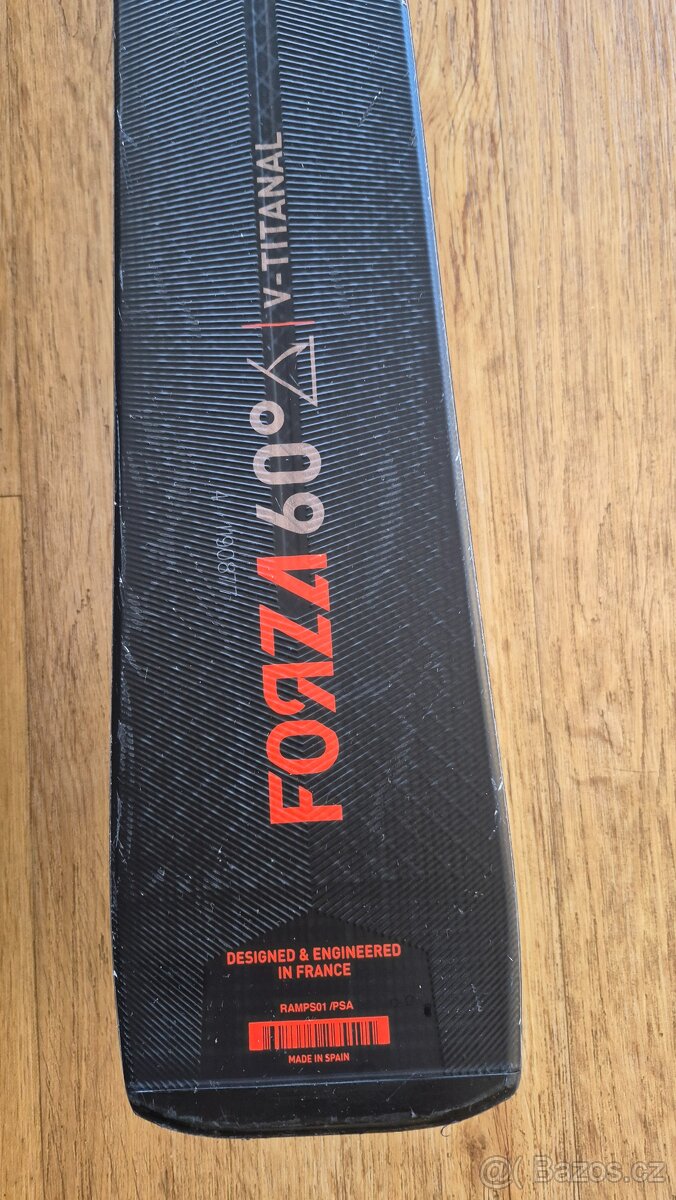 FORZA 60° | V-TITANAL
DESIGNED & ENGINEERED
IN FRANCE
RAMPS01 /PSA
MADE IN SPAIN
@ Bazos.cz